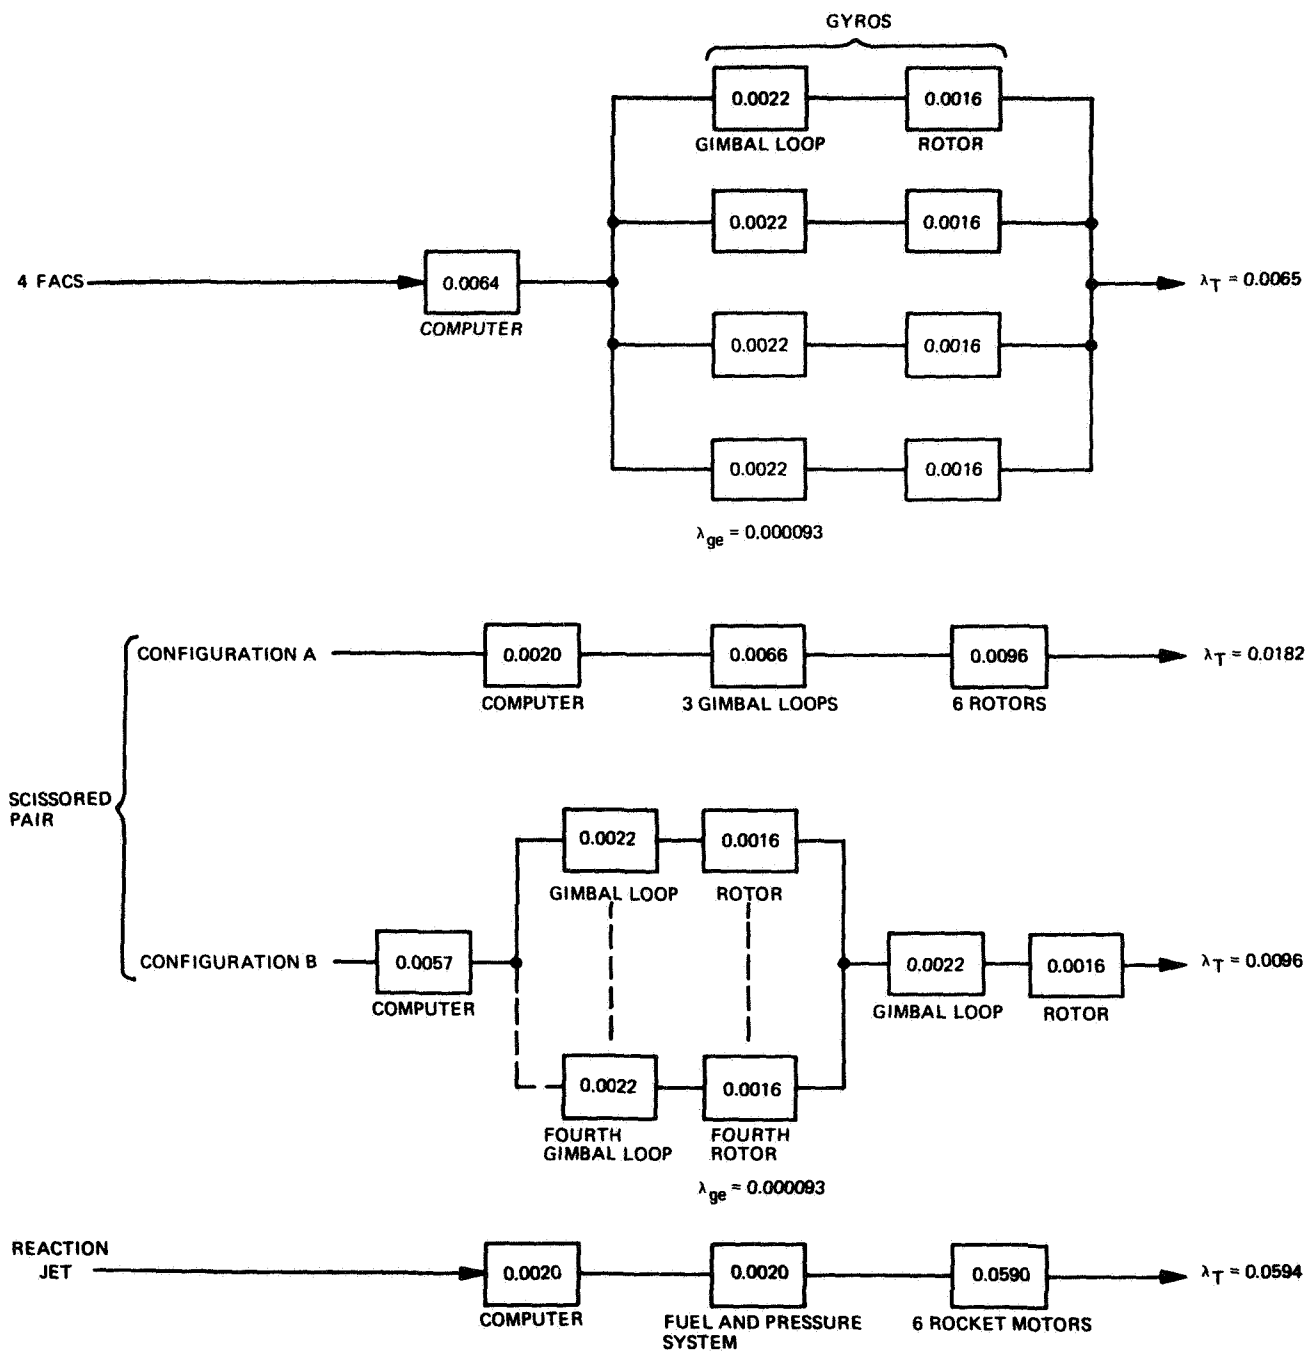 GYROS
0.0022
0.0016
GIMBAL LOOP
ROTOR
0.0022
0.0016
4 FACS
0.0064
λT = 0.0065
COMPUTER
0.0022
0.0016
0.0022
0.0016
λge = 0.000093
CONFIGURATION A
0.0020
0.0066
0.0096
λT = 0.0182
COMPUTER
3 GIMBAL LOOPS
6 ROTORS
SCISSORED
PAIR
0.0022
0.0016
GIMBAL LOOP
ROTOR
CONFIGURATION B
0.0057
0.0022
0.0016
λT = 0.0096
COMPUTER
GIMBAL LOOP
ROTOR
0.0022
0.0016
FOURTH
GIMBAL LOOP
FOURTH
ROTOR
λge = 0.000093
REACTION
JET
0.0020
0.0020
0.0590
λT = 0.0594
COMPUTER
FUEL AND PRESSURE
SYSTEM
6 ROCKET MOTORS